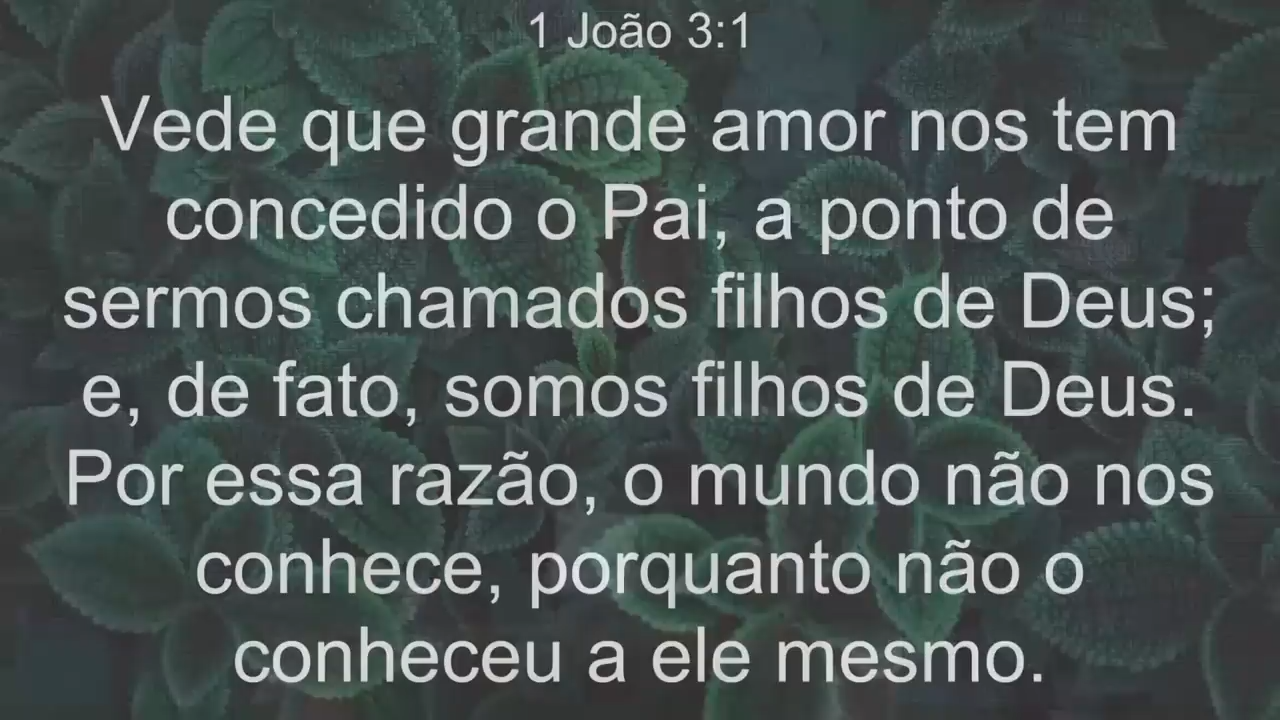 1 João 3:1
Vede que grande amor nos tem
concedido o Pai, a ponto de
sermos chamados filhos de Deus;
e, de fato, somos filhos de Deus.
Por essa razão, o mundo não nos
conhece, porquanto não o
conheceu a ele mesmo.